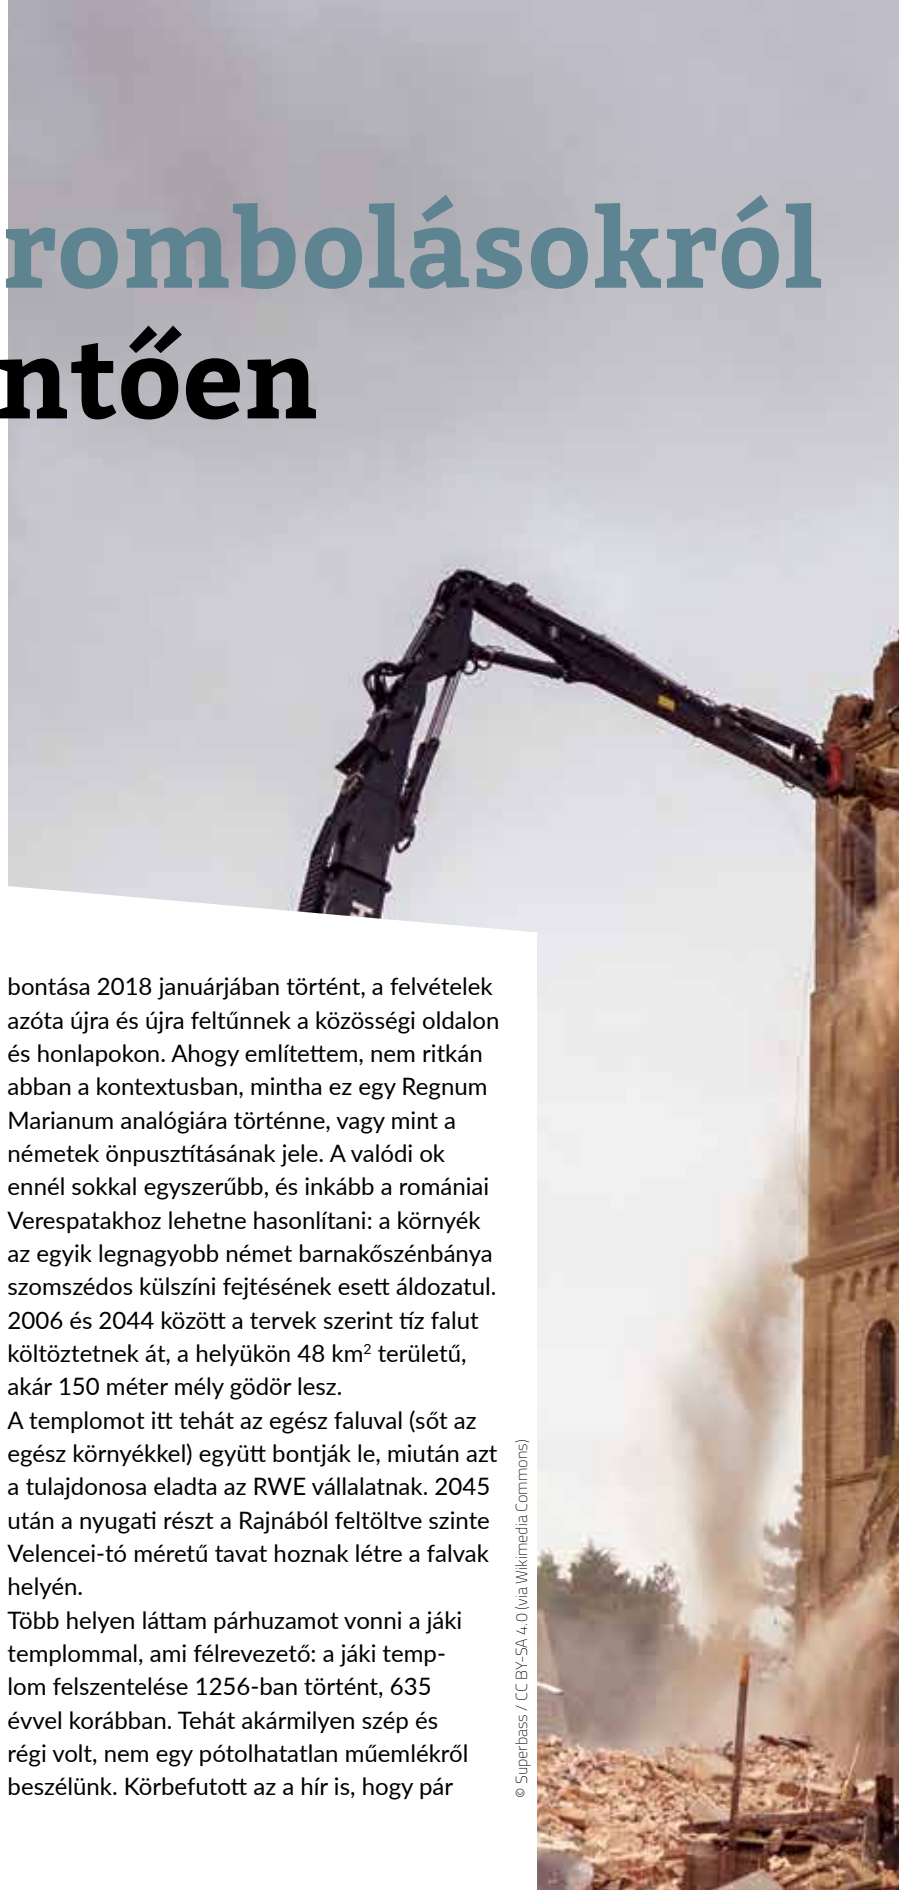 rombolásokról
ntően
bontása 2018 januárjában történt, a felvételek
azóta újra és újra feltűnnek a közösségi oldalon
és honlapokon. Ahogy említettem, nem ritkán
abban a kontextusban, mintha ez egy Regnum
Marianum analógiára történne, vagy mint a
németek önpusztításának jele. A valódi ok
ennél sokkal egyszerűbb, és inkább a romániai
Verespatakhoz lehetne hasonlítani: a környék
az egyik legnagyobb német barnakőszénbánya
szomszédos külszíni fejtésének esett áldozatul.
2006 és 2044 között a tervek szerint tíz falut
költöztetnek át, a helyükön 48 km² területű,
akár 150 méter mély gödör lesz.
A templomot itt tehát az egész faluval (sőt az
egész környékkel) együtt bontják le, miután azt
a tulajdonosa eladta az RWE vállalatnak. 2045
után a nyugati részt a Rajnából feltöltve szinte
Velencei-tó méretű tavat hoznak létre a falvak
helyén.
Több helyen láttam párhuzamot vonni a jáki
templommal, ami félrevezető: a jáki temp-
lom felszentelése 1256-ban történt, 635
évvel korábban. Tehát akármilyen szép és
régi volt, nem egy pótolhatatlan műemlékről
beszélünk. Körbefutott az a hír is, hogy pár
© Superbass / CC BY-SA 4.0 (via Wikimedia Commons)